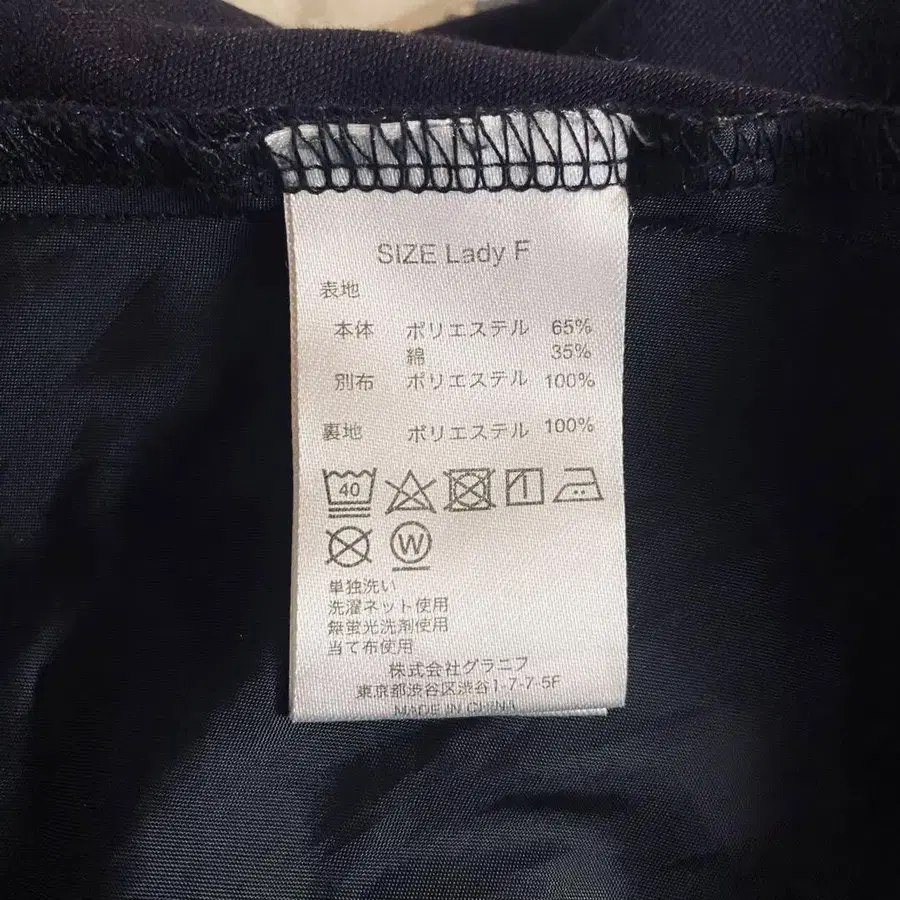 SIZE Lady F
表地
本体 ポリエステル 65%
綿 35%
別布 ポリエステル 100%
裏地 ポリエステル 100%
40
W
単独洗い
洗濯ネット使用
無蛍光洗剤使用
当て布使用
株式会社グラニフ
東京都渋谷区渋谷1-7-7-5F
MADE IN CHINA